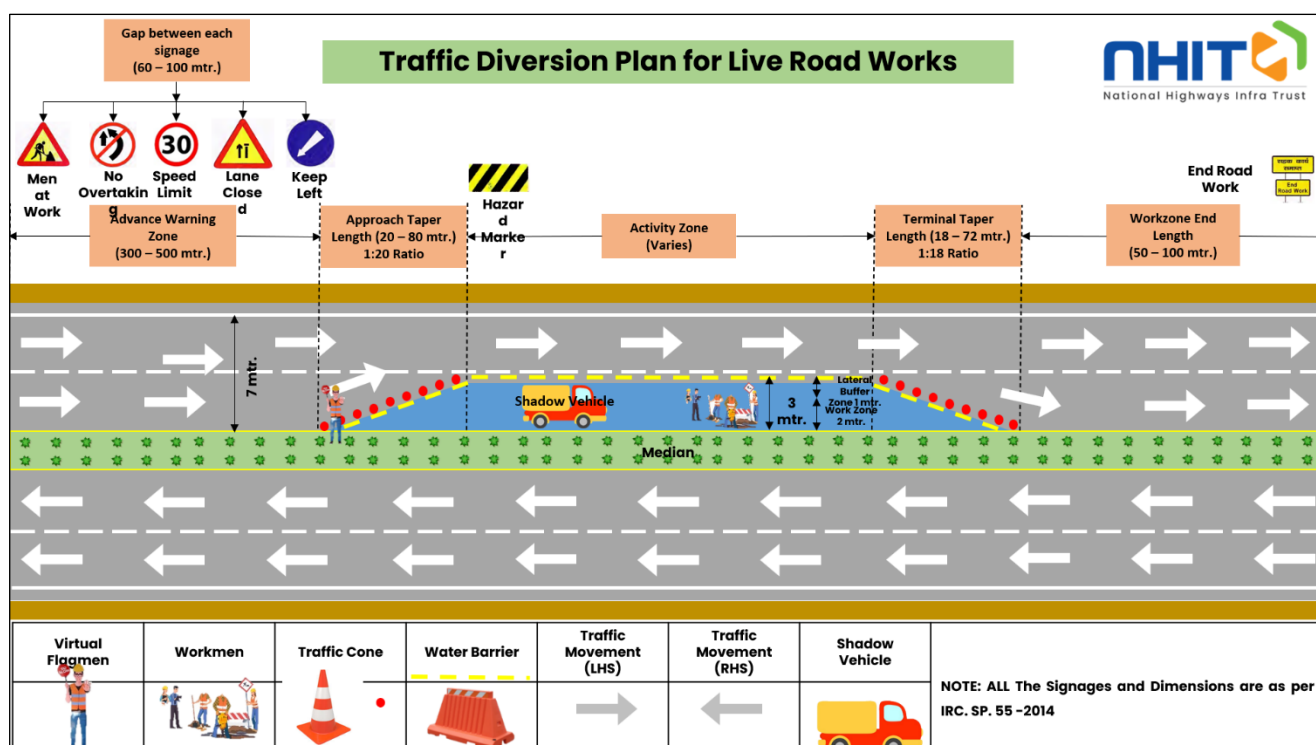 Gap between each
signage
(60 – 100 mtr.)
Traffic Diversion Plan for Live Road Works
NHIT
National Highways Infra Trust
30
Men
at
Work
No
Overtakin
g
Speed
Limit
Lane
Close
d
Keep
Left
Hazar
d
Marke
r
End Road
Work
सड़क कार्य
समाप्त
End
Road Work
Advance Warning
Zone
(300 – 500 mtr.)
Approach Taper
Length (20 – 80 mtr.)
1:20 Ratio
Activity Zone
(Varies)
Terminal Taper
Length (18 – 72 mtr.)
1:18 Ratio
Workzone End
Length
(50 – 100 mtr.)
7 mtr.
Shadow Vehicle
3
mtr.
Lateral
Buffer
Zone 1 mtr.
Work Zone
2 mtr.
Median
Virtual
Flagmen
Workmen
Traffic Cone
Water Barrier
Traffic
Movement
(LHS)
Traffic
Movement
(RHS)
Shadow
Vehicle
NOTE: ALL The Signages and Dimensions are as per
IRC. SP. 55 -2014